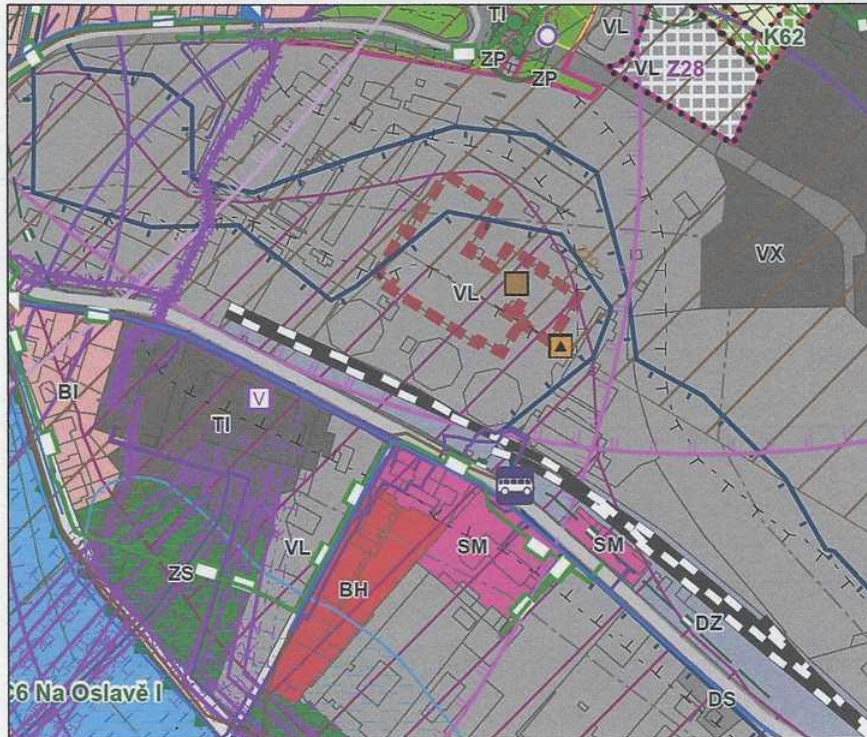 TI
VL
K62
ZP
ZP
VL Z28
VX
VL
BI
V
TI
VL
SM
SM
ZS
BH
DZ
C6 Na Oslavě I
DS